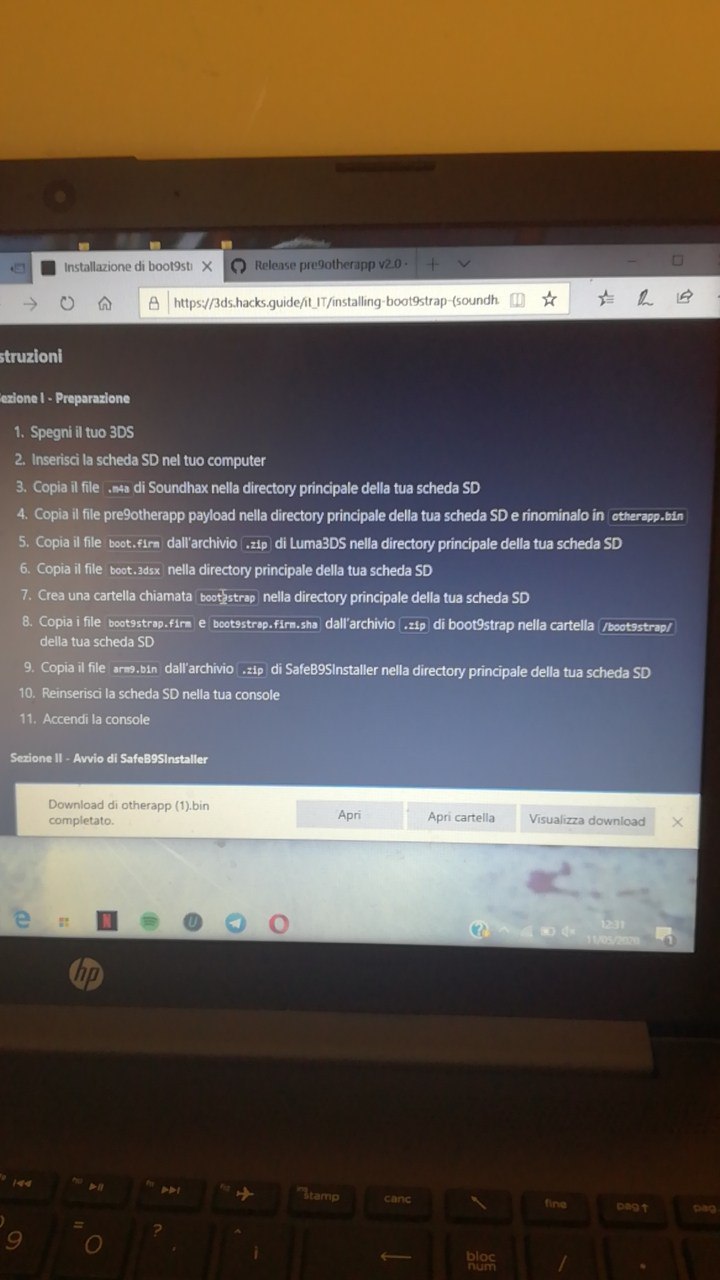 Installazione di boot9sti
Release pre9otherapp v2.0 ·
https://3ds.hacks.guide/it_IT/installing-boot9strap-(soundh
struzioni
ezione I - Preparazione
1. Spegni il tuo 3DS
2. Inserisci la scheda SD nel tuo computer
3. Copia il file .m4a di Soundhax nella directory principale della tua scheda SD
4. Copia il file pre9otherapp payload nella directory principale della tua scheda SD e rinominalo in otherapp.bin
5. Copia il file boot.firm dall'archivio .zip di Luma3DS nella directory principale della tua scheda SD
6. Copia il file boot.3dsx nella directory principale della tua scheda SD
7. Crea una cartella chiamata boot9strap nella directory principale della tua scheda SD
8. Copia i file boot9strap.firm e boot9strap.firm.sha dall'archivio .zip di boot9strap nella cartella /boot9strap/
della tua scheda SD
9. Copia il file arm9.bin dall'archivio .zip di SafeB9SInstaller nella directory principale della tua scheda SD
10. Reinserisci la scheda SD nella tua console
11. Accendi la console
Sezione II - Avvio di SafeB9SInstaller
Download di otherapp (1).bin
completato.
Apri
Apri cartella
Visualizza download
12:31
11/05/2020
hp
stamp
canc
fine
pag
pag
9
=
0
?
^
ì
bloc
num
/